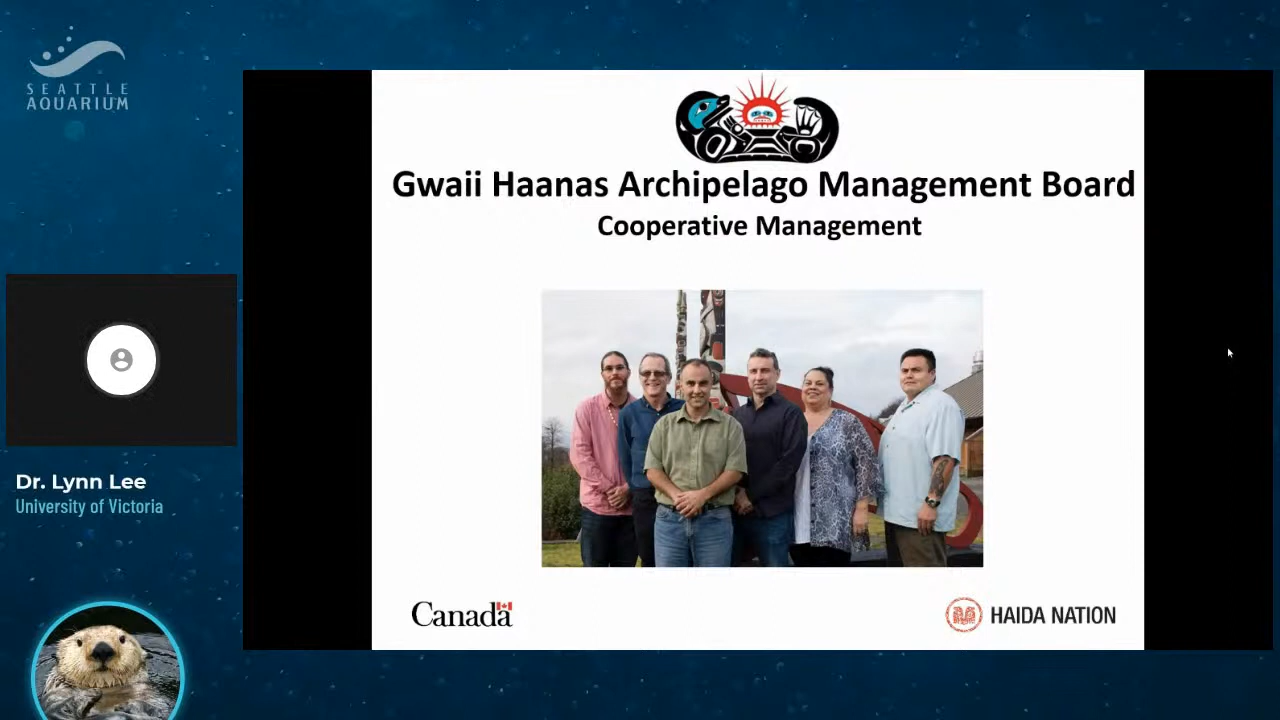 SEATTLE
AQUARIUM
Gwaii Haanas Archipelago Management Board
Cooperative Management
Dr. Lynn Lee
University of Victoria
Canada
HAIDA NATION